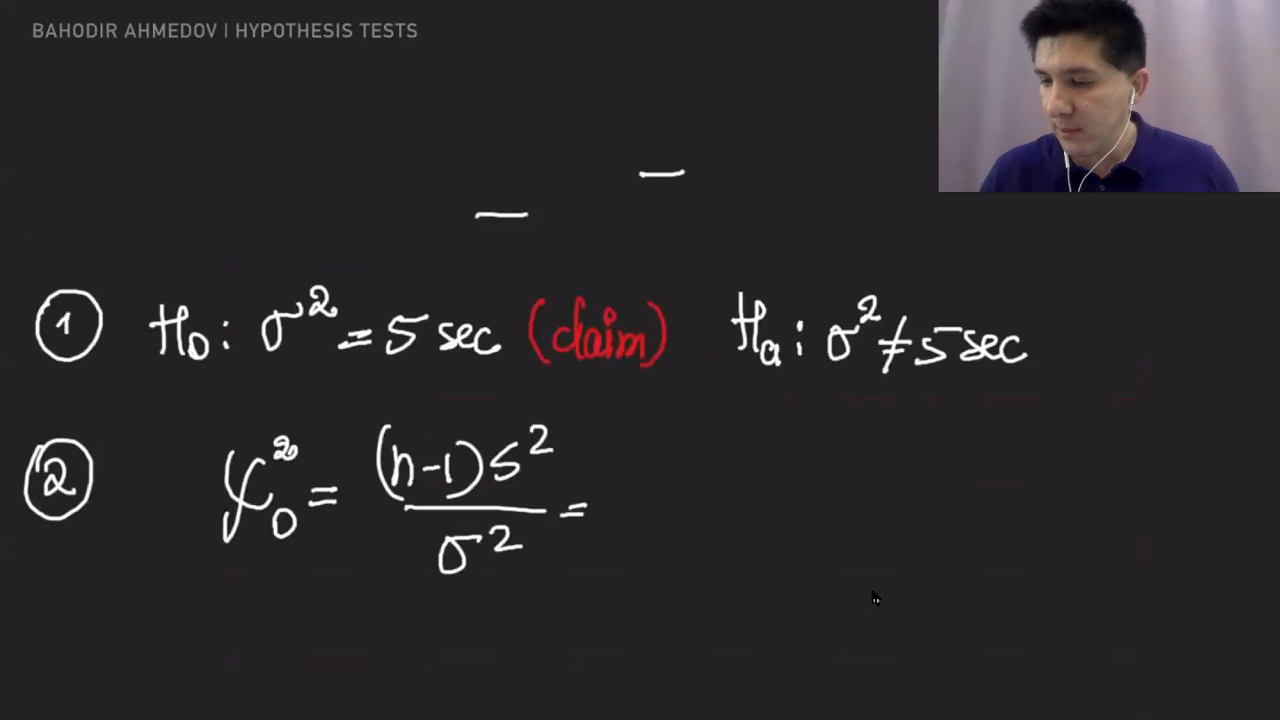 BAHODIR AHMEDOV | HYPOTHESIS TESTS
① H₀: σ² = 5 sec (claim) Hₐ: σ² ≠ 5 sec
② χ₀² = (n-1)S² / σ² =